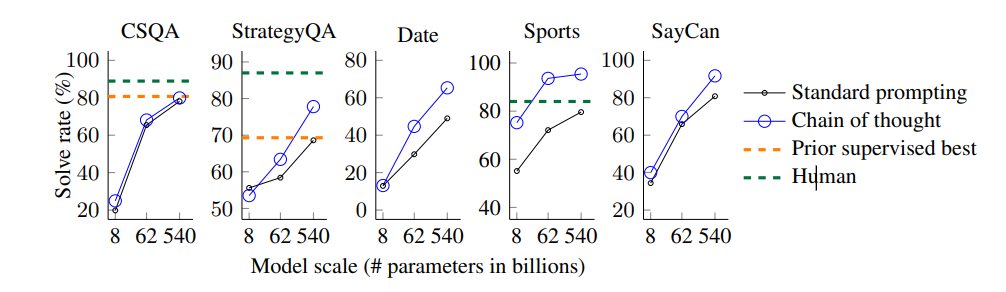 CSQA
StrategyQA
Date
Sports
SayCan
Solve rate (%)
100
80
60
40
20
8 62 540
90
80
70
60
50
8 62 540
80
60
40
20
0
8 62 540
100
80
60
40
8 62 540
100
80
60
40
20
8 62 540
Standard prompting
Chain of thought
Prior supervised best
Human
Model scale (# parameters in billions)